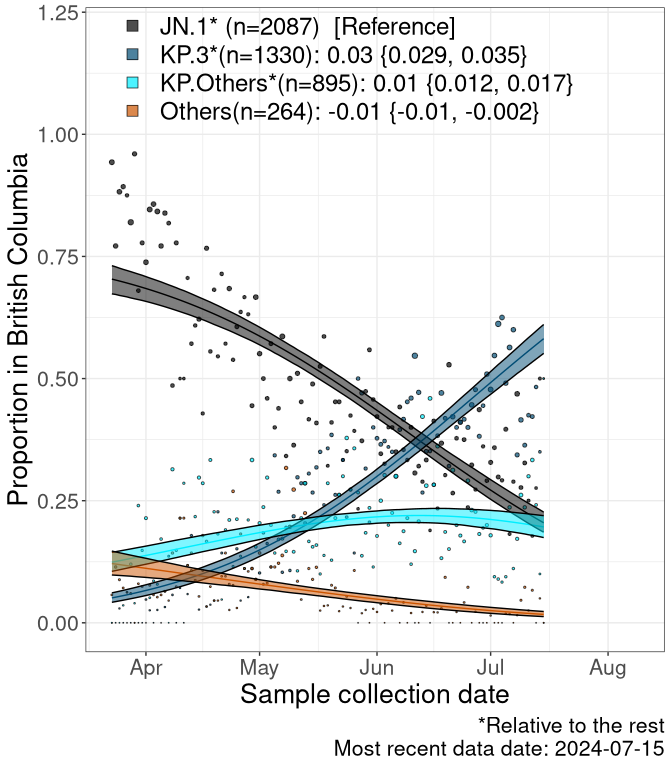 JN.1* (n=2087) [Reference]
KP.3*(n=1330): 0.03 {0.029, 0.035}
KP.Others*(n=895): 0.01 {0.012, 0.017}
Others(n=264): -0.01 {-0.01, -0.002}
1.25
1.00
0.75
0.50
0.25
0.00
Proportion in British Columbia
Apr May Jun Jul Aug
Sample collection date
*Relative to the rest
Most recent data date: 2024-07-15